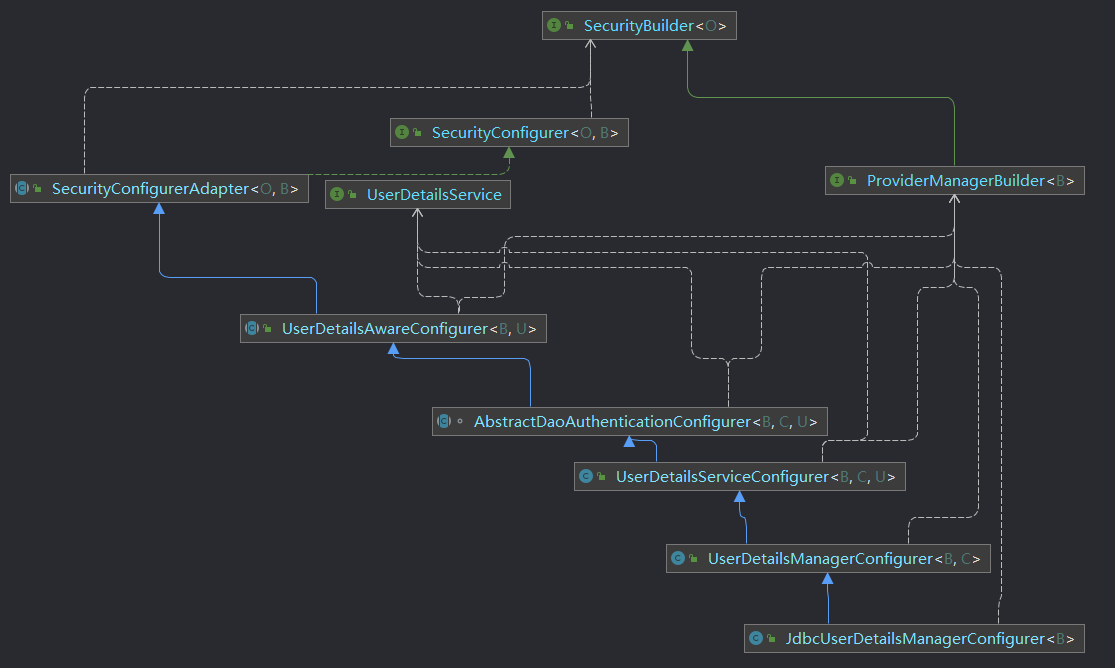 SecurityBuilder<O>
SecurityConfigurer<O, B>
SecurityConfigurerAdapter<O, B>
UserDetailsService
ProviderManagerBuilder<B>
UserDetailsAwareConfigurer<B, U>
AbstractDaoAuthenticationConfigurer<B, C, U>
UserDetailsServiceConfigurer<B, C, U>
UserDetailsManagerConfigurer<B, C>
JdbcUserDetailsManagerConfigurer<B>